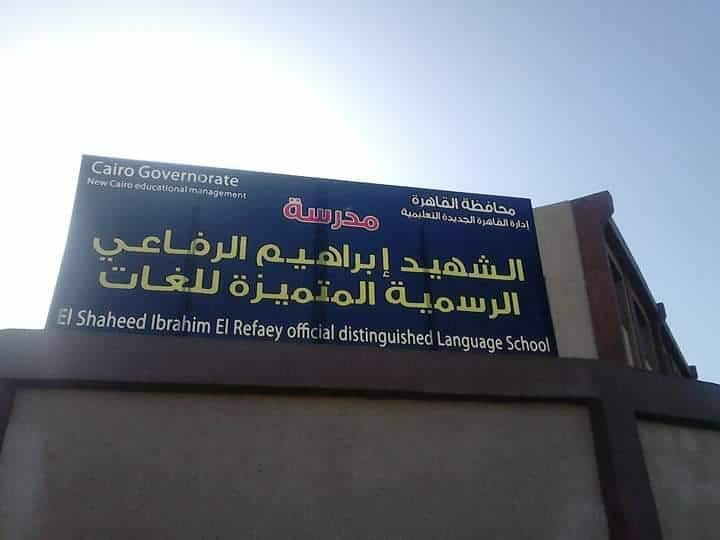 Cairo Governorate
New Cairo educational management
محافظة القاهرة
إدارة القاهرة الجديدة التعليمية
مدرسة
الشهيد إبراهيم الرفاعي
الرسمية المتميزة للغات
El Shaheed Ibrahim El Refaey official distinguished Language School